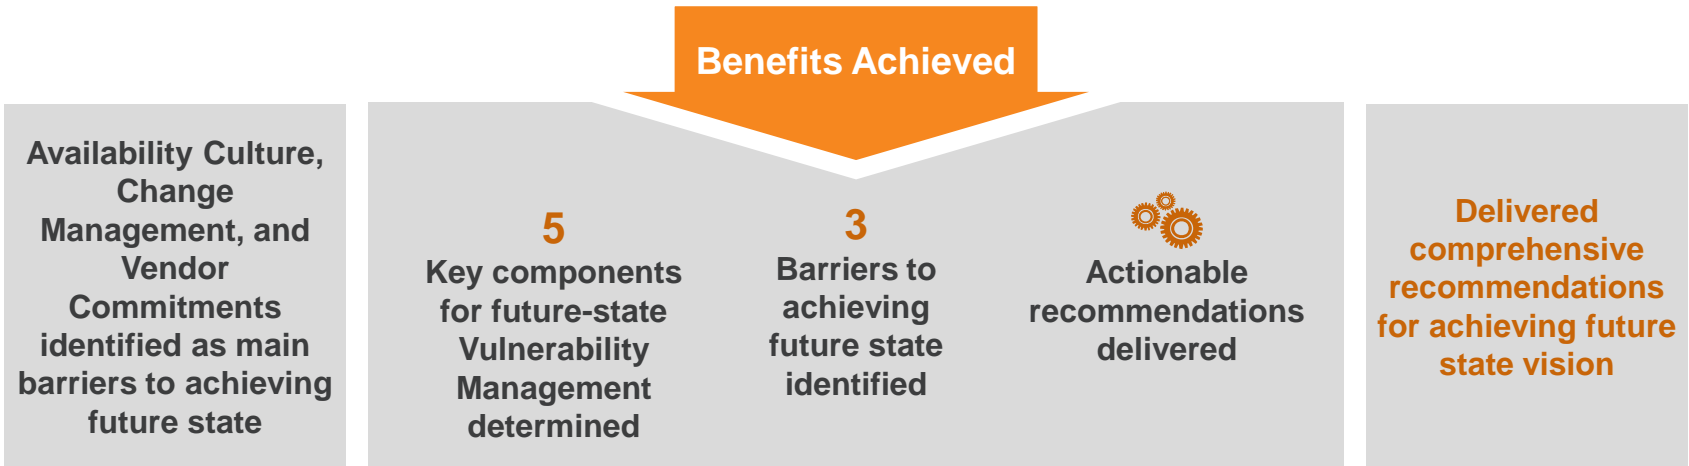 Benefits Achieved
Availability Culture,
Change
Management, and
Vendor
Commitments
identified as main
barriers to achieving
future state
5
Key components
for future-state
Vulnerability
Management
determined
3
Barriers to
achieving
future state
identified
Actionable
recommendations
delivered
Delivered
comprehensive
recommendations
for achieving future
state vision